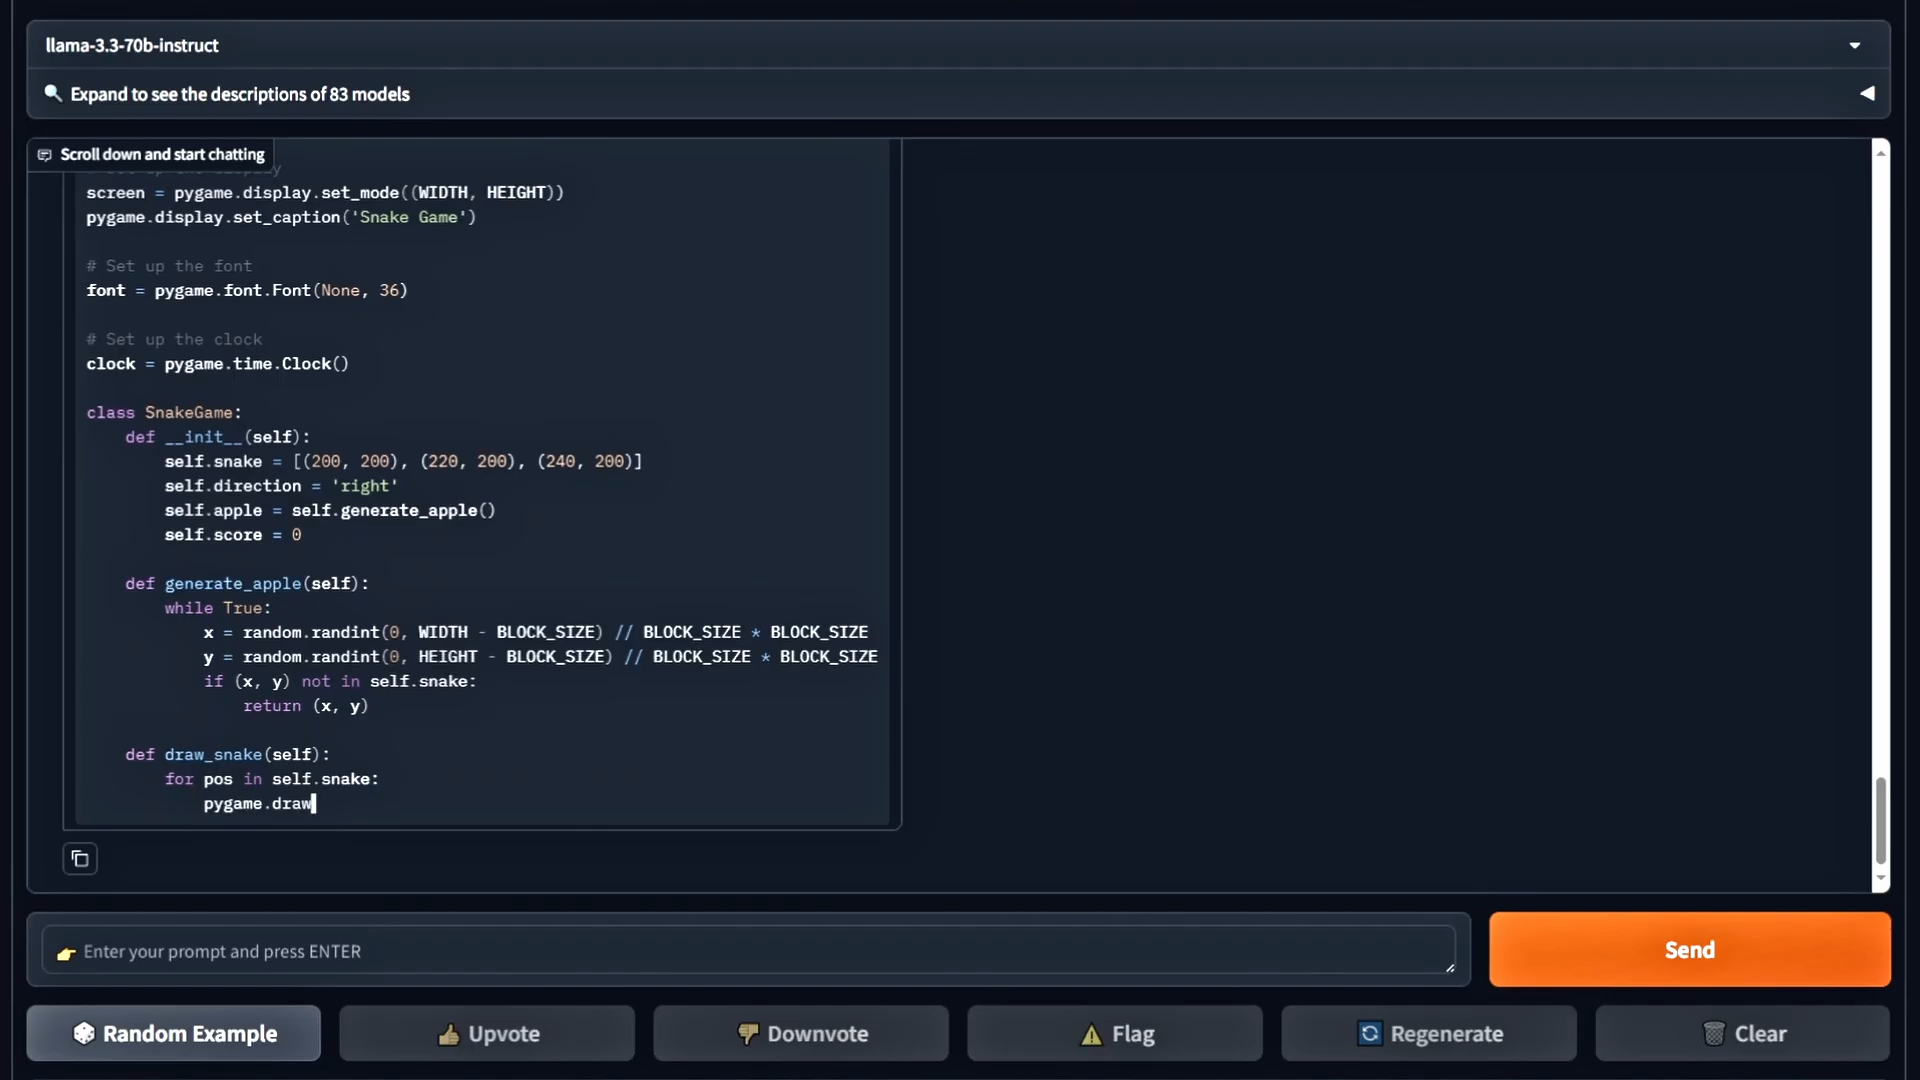 llama-3.3-70b-instruct
Expand to see the descriptions of 83 models
Scroll down and start chatting
screen = pygame.display.set_mode((WIDTH, HEIGHT))
pygame.display.set_caption('Snake Game')
# Set up the font
font = pygame.font.Font(None, 36)
# Set up the clock
clock = pygame.time.Clock()
class SnakeGame:
    def __init__(self):
        self.snake = [(200, 200), (220, 200), (240, 200)]
        self.direction = 'right'
        self.apple = self.generate_apple()
        self.score = 0
    def generate_apple(self):
        while True:
            x = random.randint(0, WIDTH - BLOCK_SIZE) // BLOCK_SIZE * BLOCK_SIZE
            y = random.randint(0, HEIGHT - BLOCK_SIZE) // BLOCK_SIZE * BLOCK_SIZE
            if (x, y) not in self.snake:
                return (x, y)
    def draw_snake(self):
        for pos in self.snake:
            pygame.draw
Enter your prompt and press ENTER
Send
Random Example
Upvote
Downvote
Flag
Regenerate
Clear